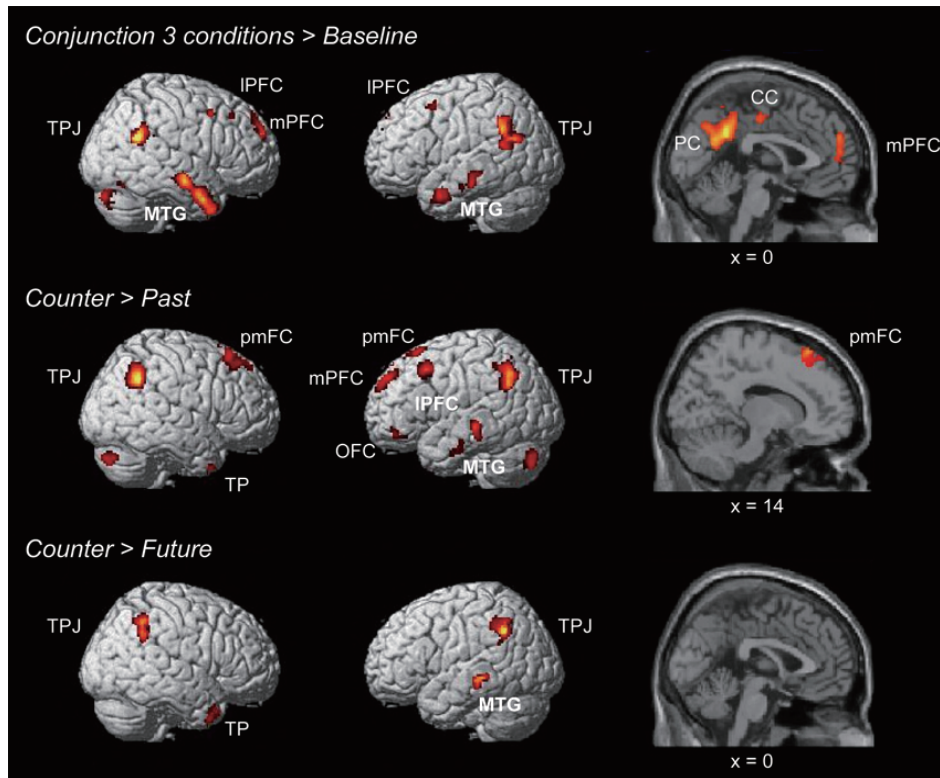 Conjunction 3 conditions > Baseline
lPFC
mPFC
TPJ
MTG
lPFC
TPJ
MTG
CC
PC
mPFC
x = 0
Counter > Past
pmFC
TPJ
TP
pmFC
mPFC
TPJ
lPFC
OFC
MTG
pmFC
x = 14
Counter > Future
TPJ
TP
TPJ
MTG
x = 0